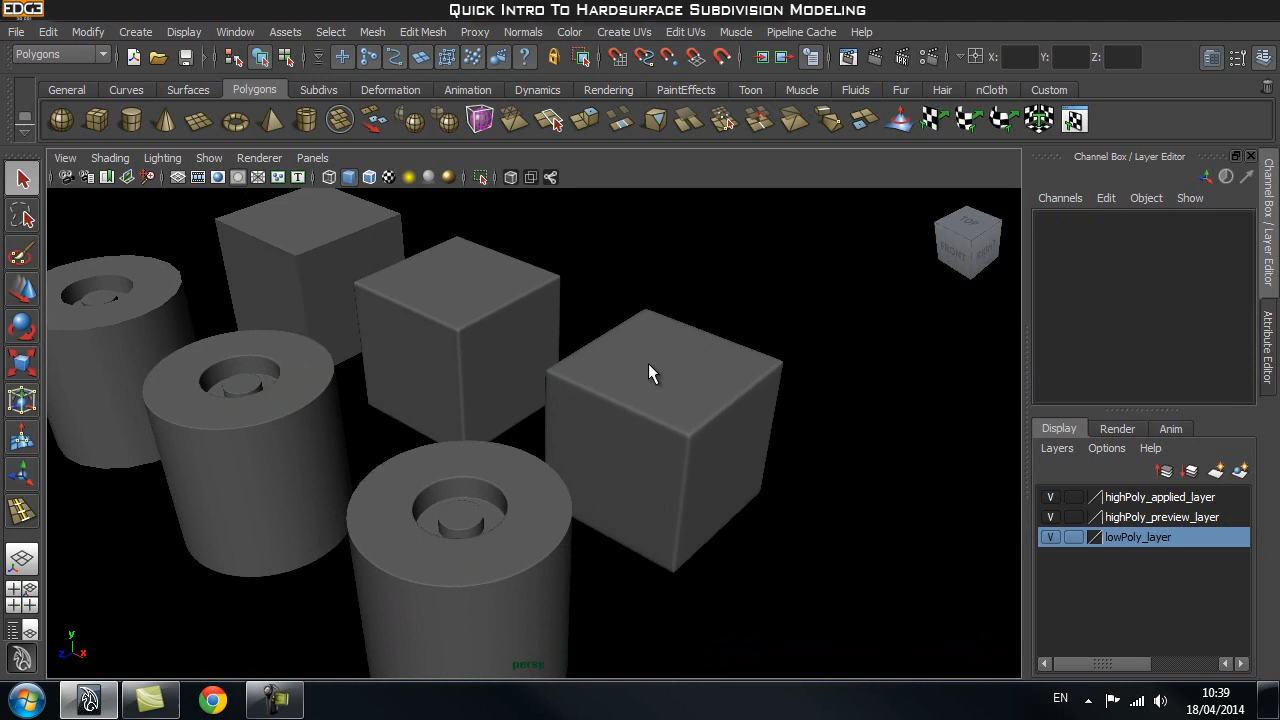 EDGE
Quick Intro To Hardsurface Subdivision Modeling
File Edit Modify Create Display Window Assets Select Mesh Edit Mesh Proxy Normals Color Create UVs Edit UVs Muscle Pipeline Cache Help
Polygons X: Y: Z:
General Curves Surfaces Polygons Subdivs Deformation Animation Dynamics Rendering PaintEffects Toon Muscle Fluids Fur Hair nCloth Custom
View Shading Lighting Show Renderer Panels
Channel Box / Layer Editor
Channels Edit Object Show
TOP
FRONT RIGHT
Channel Box / Layer Editor
Attribute Editor
Display Render Anim
Layers Options Help
V highPoly_applied_layer
V highPoly_preview_layer
V lowPoly_layer
y
z x
persp
EN 10:39
18/04/2014